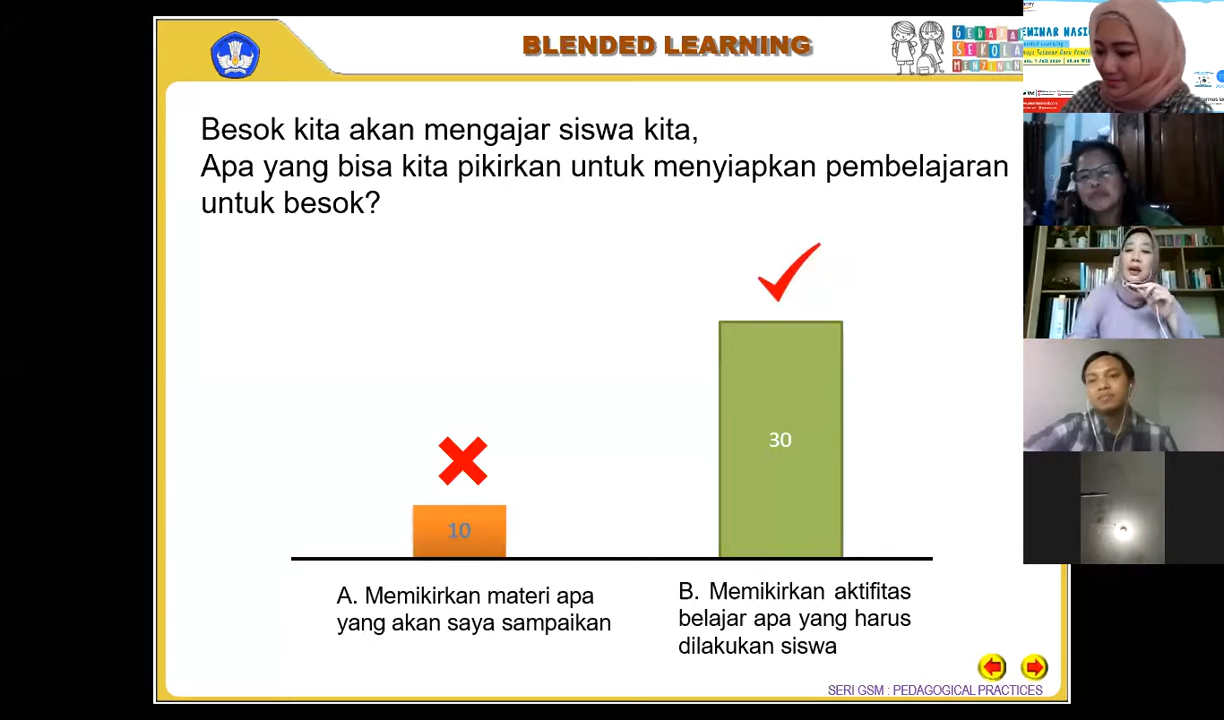 BLENDED LEARNING
SEKOLAH
Besok kita akan mengajar siswa kita,
Apa yang bisa kita pikirkan untuk menyiapkan pembelajaran
untuk besok?
10
30
A. Memikirkan materi apa
yang akan saya sampaikan
B. Memikirkan aktifitas
belajar apa yang harus
dilakukan siswa
SERI GSM : PEDAGOGICAL PRACTICES